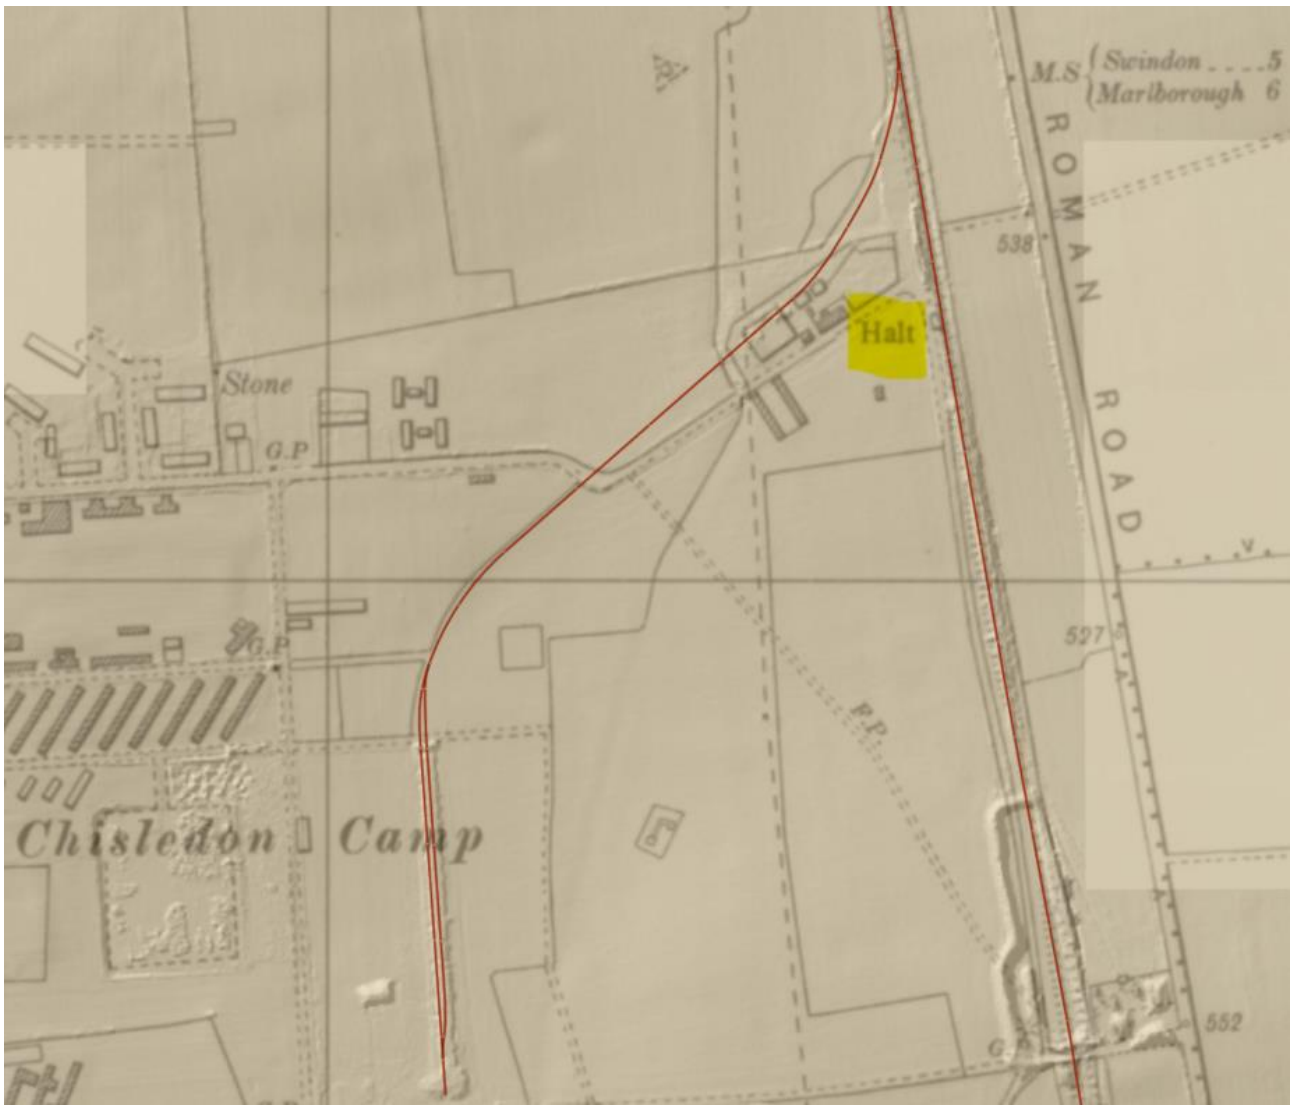 M.S { Swindon ---- 5
{ Marlborough 6
ROMAN
538
Halt
Stone
ROAD
G.P
V
527
G.P
F.P
Chisledon Camp
552